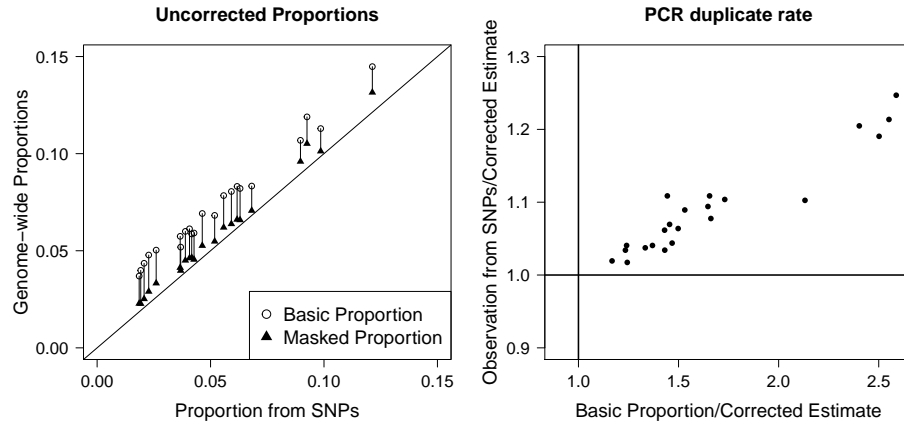 Uncorrected Proportions
Genome−wide Proportions
0.15
0.10
0.05
0.00
Basic Proportion
Masked Proportion
0.00 0.05 0.10 0.15
Proportion from SNPs
PCR duplicate rate
Observation from SNPs/Corrected Estimate
1.3
1.2
1.1
1.0
0.9
1.0 1.5 2.0 2.5
Basic Proportion/Corrected Estimate